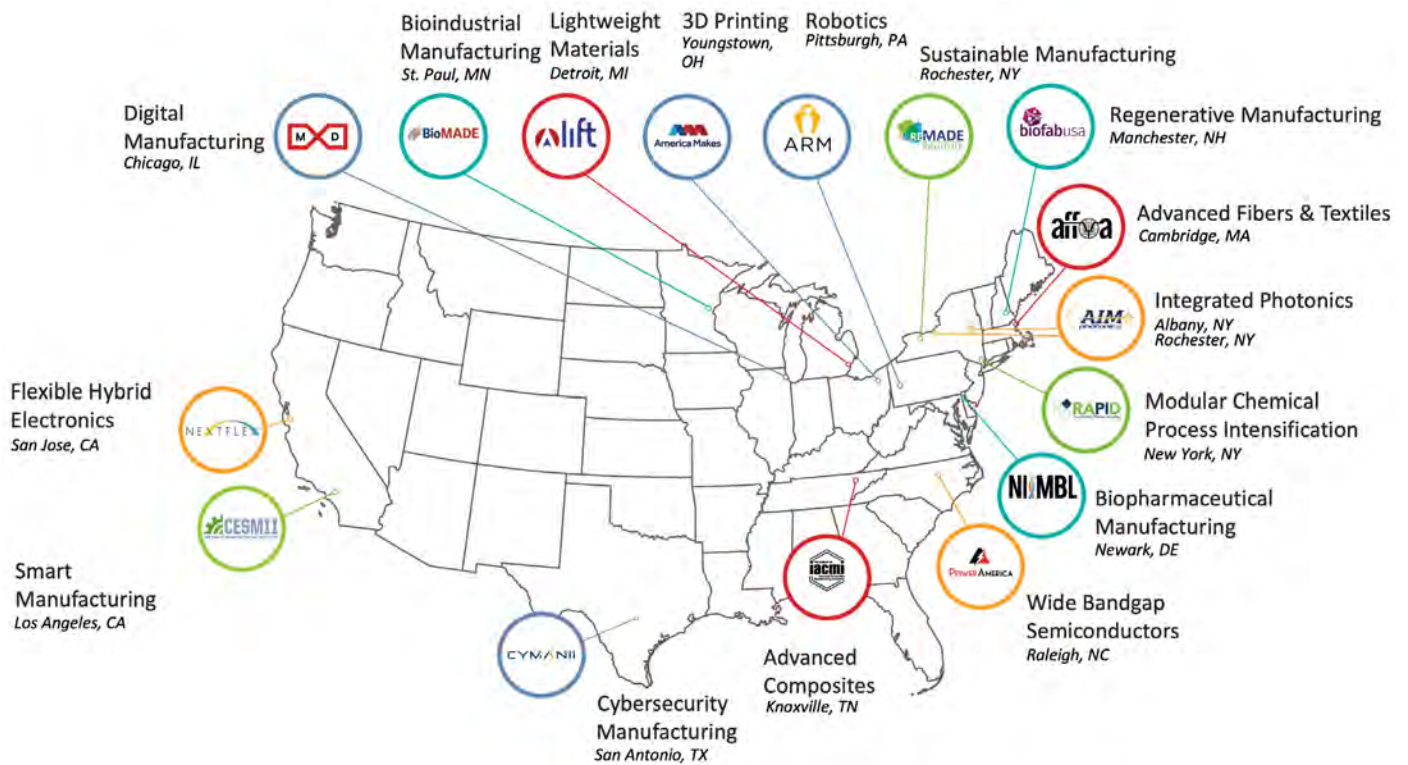 Bioindustrial
Manufacturing
St. Paul, MN
Lightweight
Materials
Detroit, MI
3D Printing
Youngstown,
OH
Robotics
Pittsburgh, PA
Sustainable Manufacturing
Rochester, NY
Digital
Manufacturing
Chicago, IL
M D
BioMADE
lift
America Makes
ARM
REMADE
INSTITUTE
biofabusa
Regenerative Manufacturing
Manchester, NH
affoa
Advanced Fibers & Textiles
Cambridge, MA
AIM
photonics
Integrated Photonics
Albany, NY
Rochester, NY
Flexible Hybrid
Electronics
San Jose, CA
NEXTFLEX
RAPID
Modular Chemical
Process Intensification
New York, NY
CESMII
NIIMBL
Biopharmaceutical
Manufacturing
Newark, DE
Smart
Manufacturing
Los Angeles, CA
iacmi
POWERAMERICA
Wide Bandgap
Semiconductors
Raleigh, NC
CYMANII
Advanced
Composites
Knoxville, TN
Cybersecurity
Manufacturing
San Antonio, TX